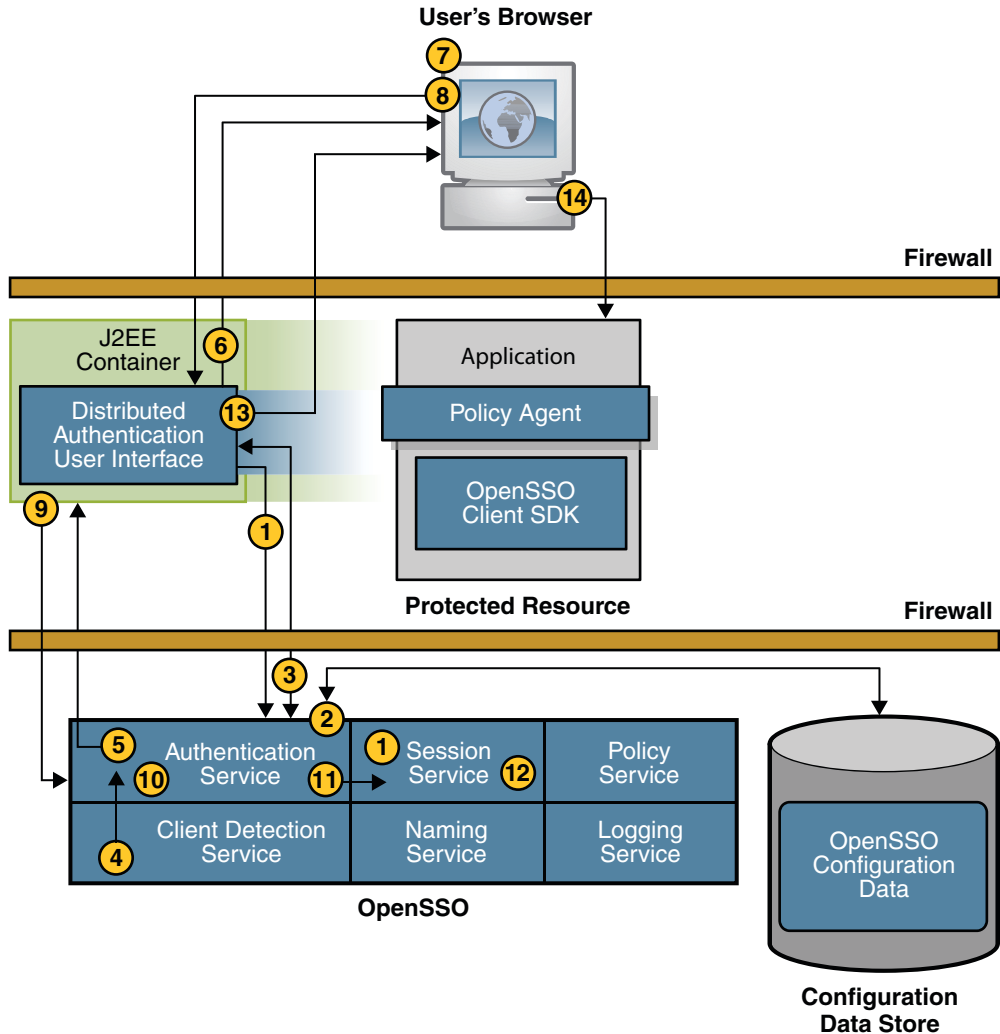 User's Browser
7
8
14
Firewall
J2EE
Container
6
Distributed
Authentication
User Interface
13
9
1
Application
Policy Agent
OpenSSO
Client SDK
Protected Resource
Firewall
3
2
5
Authentication
Service
10
11
1
Session
Service
12
Policy
Service
4
Client Detection
Service
Naming
Service
Logging
Service
OpenSSO
OpenSSO
Configuration
Data
Configuration
Data Store